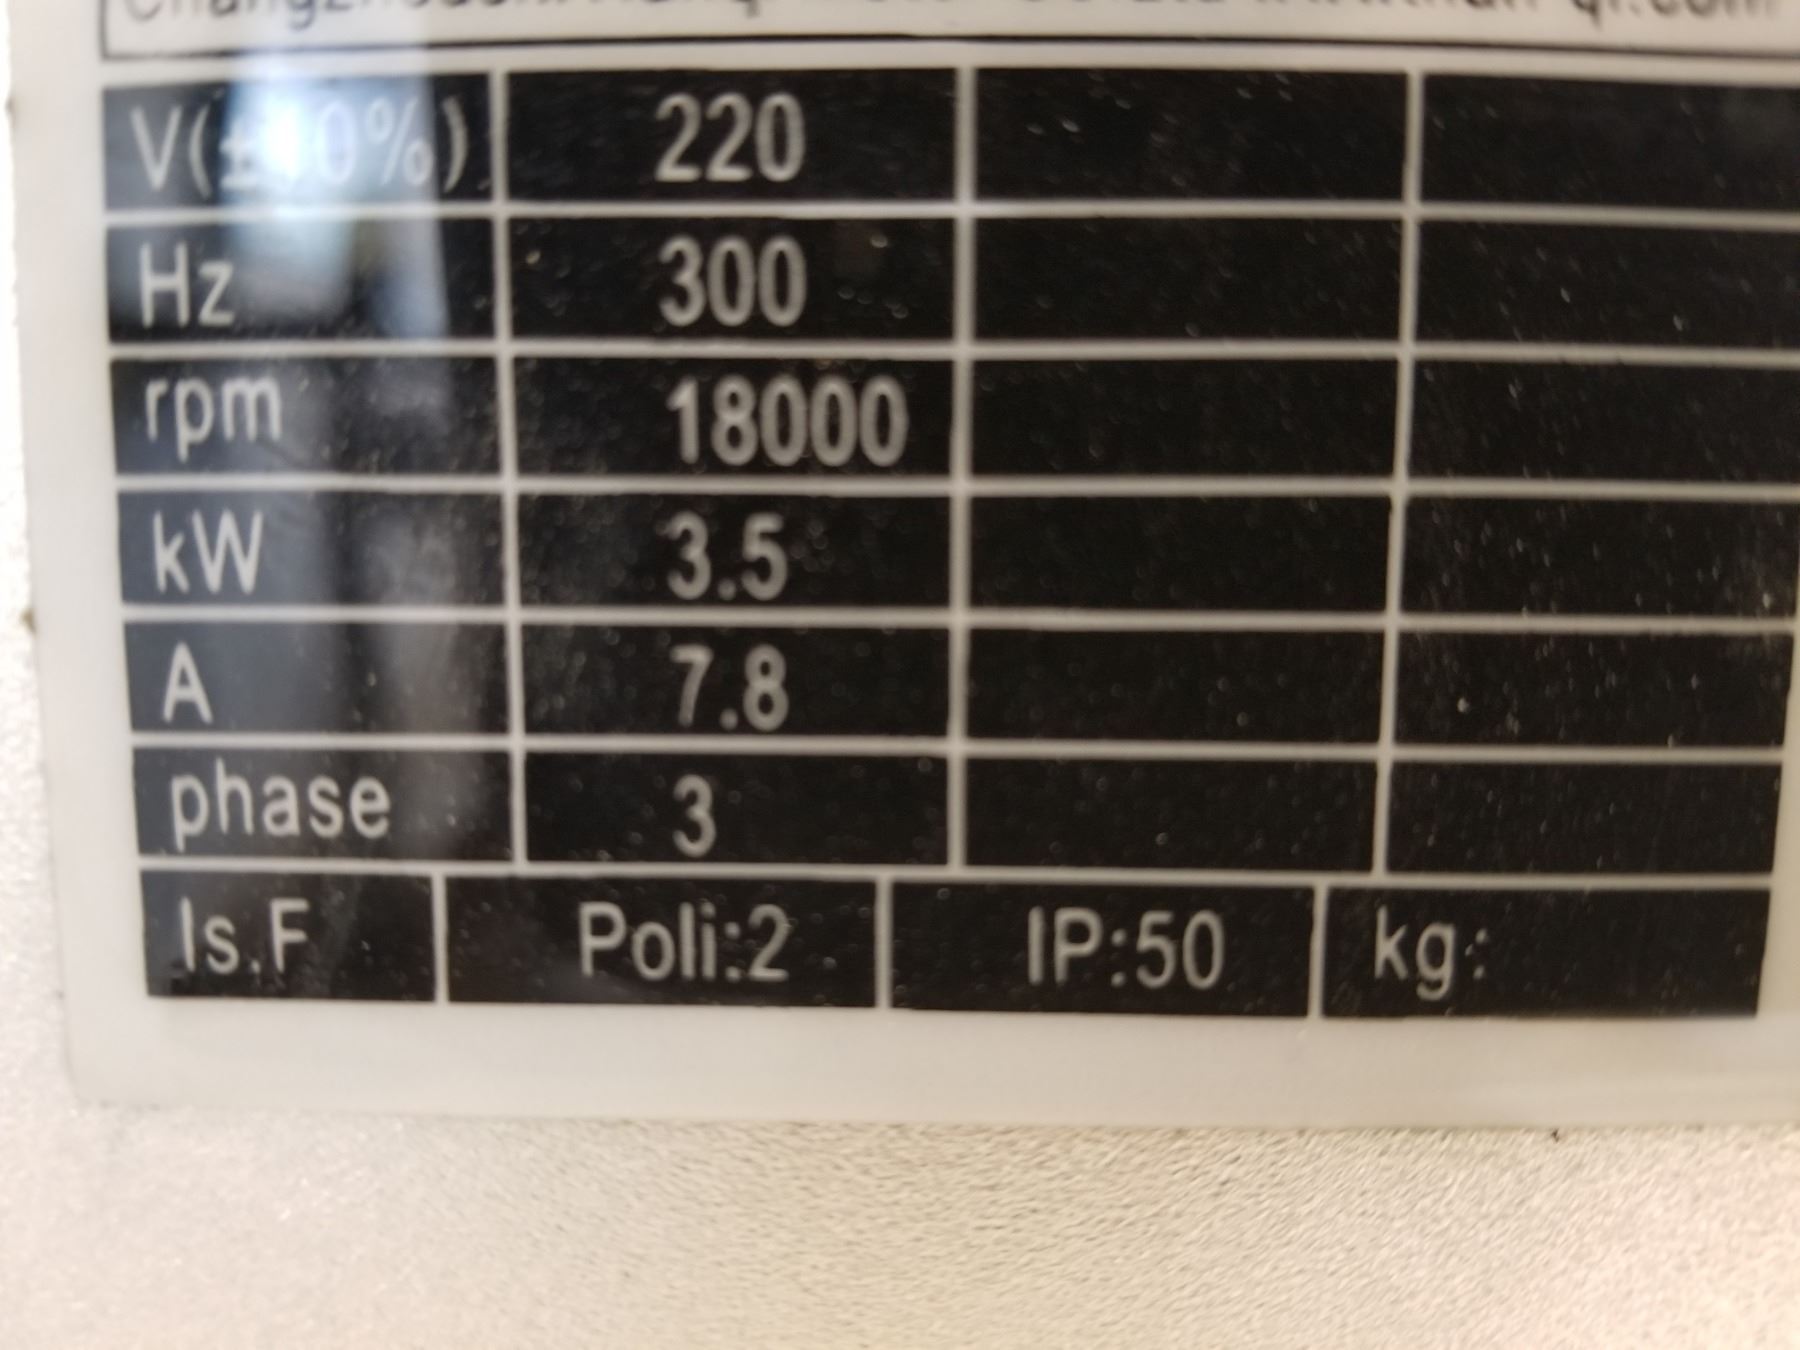 V(±10%) 220
Hz 300
rpm 18000
kW 3.5
A 7.8
phase 3
Is.F Poli:2 IP:50 kg: